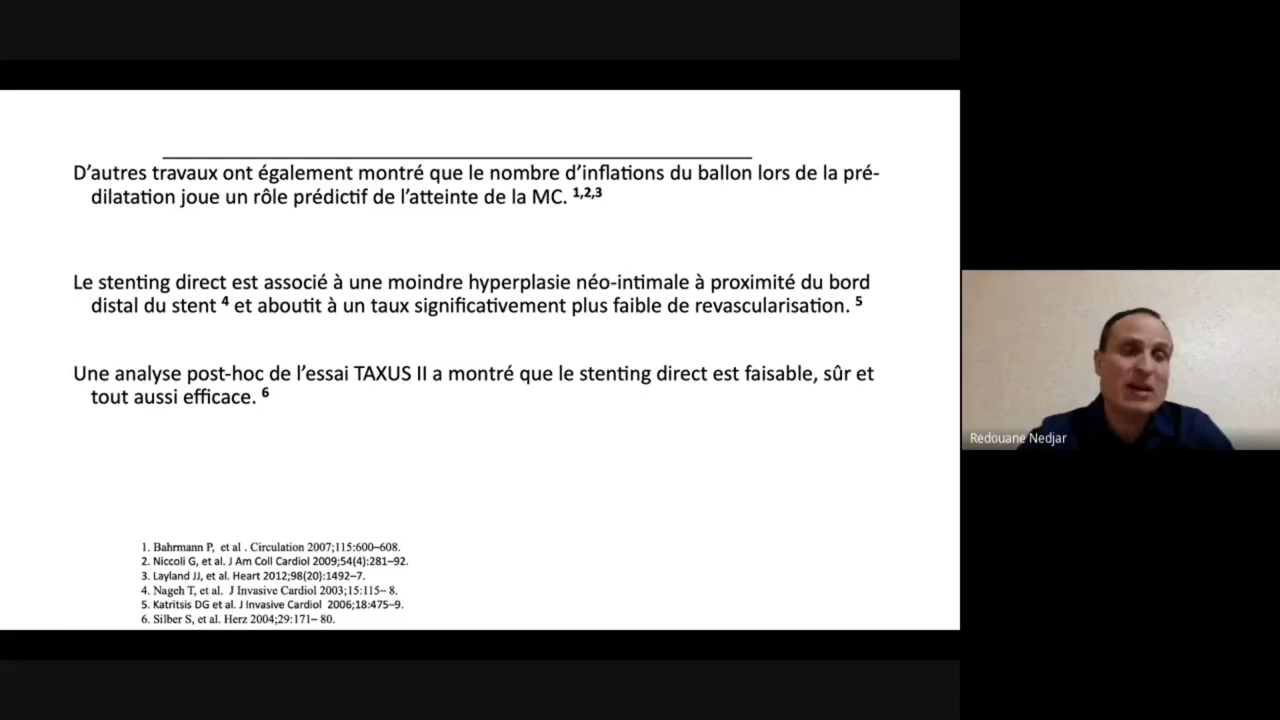 D’autres travaux ont également montré que le nombre d’inflations du ballon lors de la pré-
dilatation joue un rôle prédictif de l’atteinte de la MC. 1,2,3
Le stenting direct est associé à une moindre hyperplasie néo-intimale à proximité du bord
distal du stent 4 et aboutit à un taux significativement plus faible de revascularisation. 5
Une analyse post-hoc de l’essai TAXUS II a montré que le stenting direct est faisable, sûr et
tout aussi efficace. 6
1. Bahrmann P, et al . Circulation 2007;115:600–608.
2. Niccoli G, et al. J Am Coll Cardiol 2009;54(4):281–92.
3. Layland JJ, et al. Heart 2012;98(20):1492–7.
4. Nageh T, et al. J Invasive Cardiol 2003;15:115– 8.
5. Katritsis DG et al. J Invasive Cardiol 2006;18:475–9.
6. Silber S, et al. Herz 2004;29:171– 80.
Redouane Nedjar